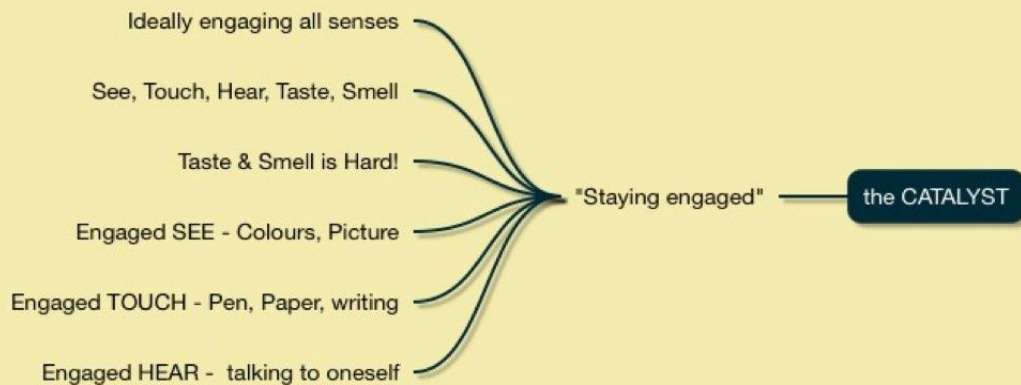 Ideally engaging all senses
See, Touch, Hear, Taste, Smell
Taste & Smell is Hard!
"Staying engaged"
the CATALYST
Engaged SEE - Colours, Picture
Engaged TOUCH - Pen, Paper, writing
Engaged HEAR -  talking to oneself